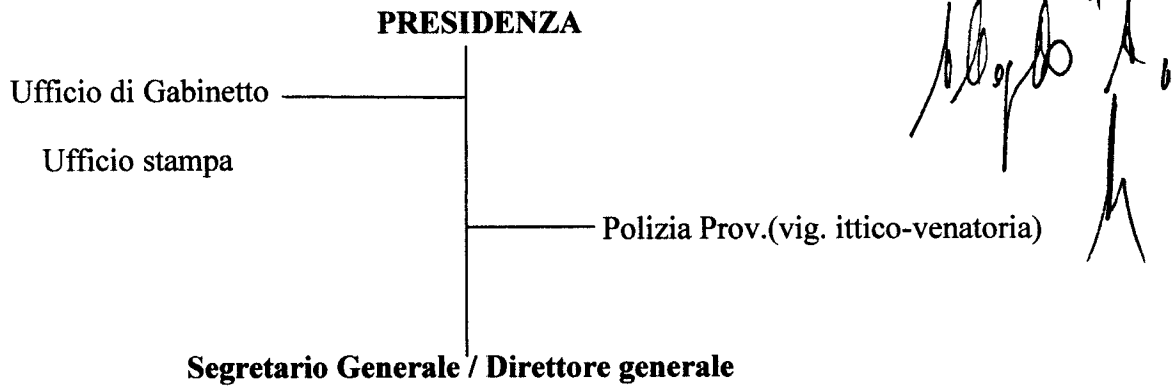 PRESIDENZA
Ufficio di Gabinetto
Ufficio stampa
Polizia Prov.(vig. ittico-venatoria)
Segretario Generale / Direttore generale